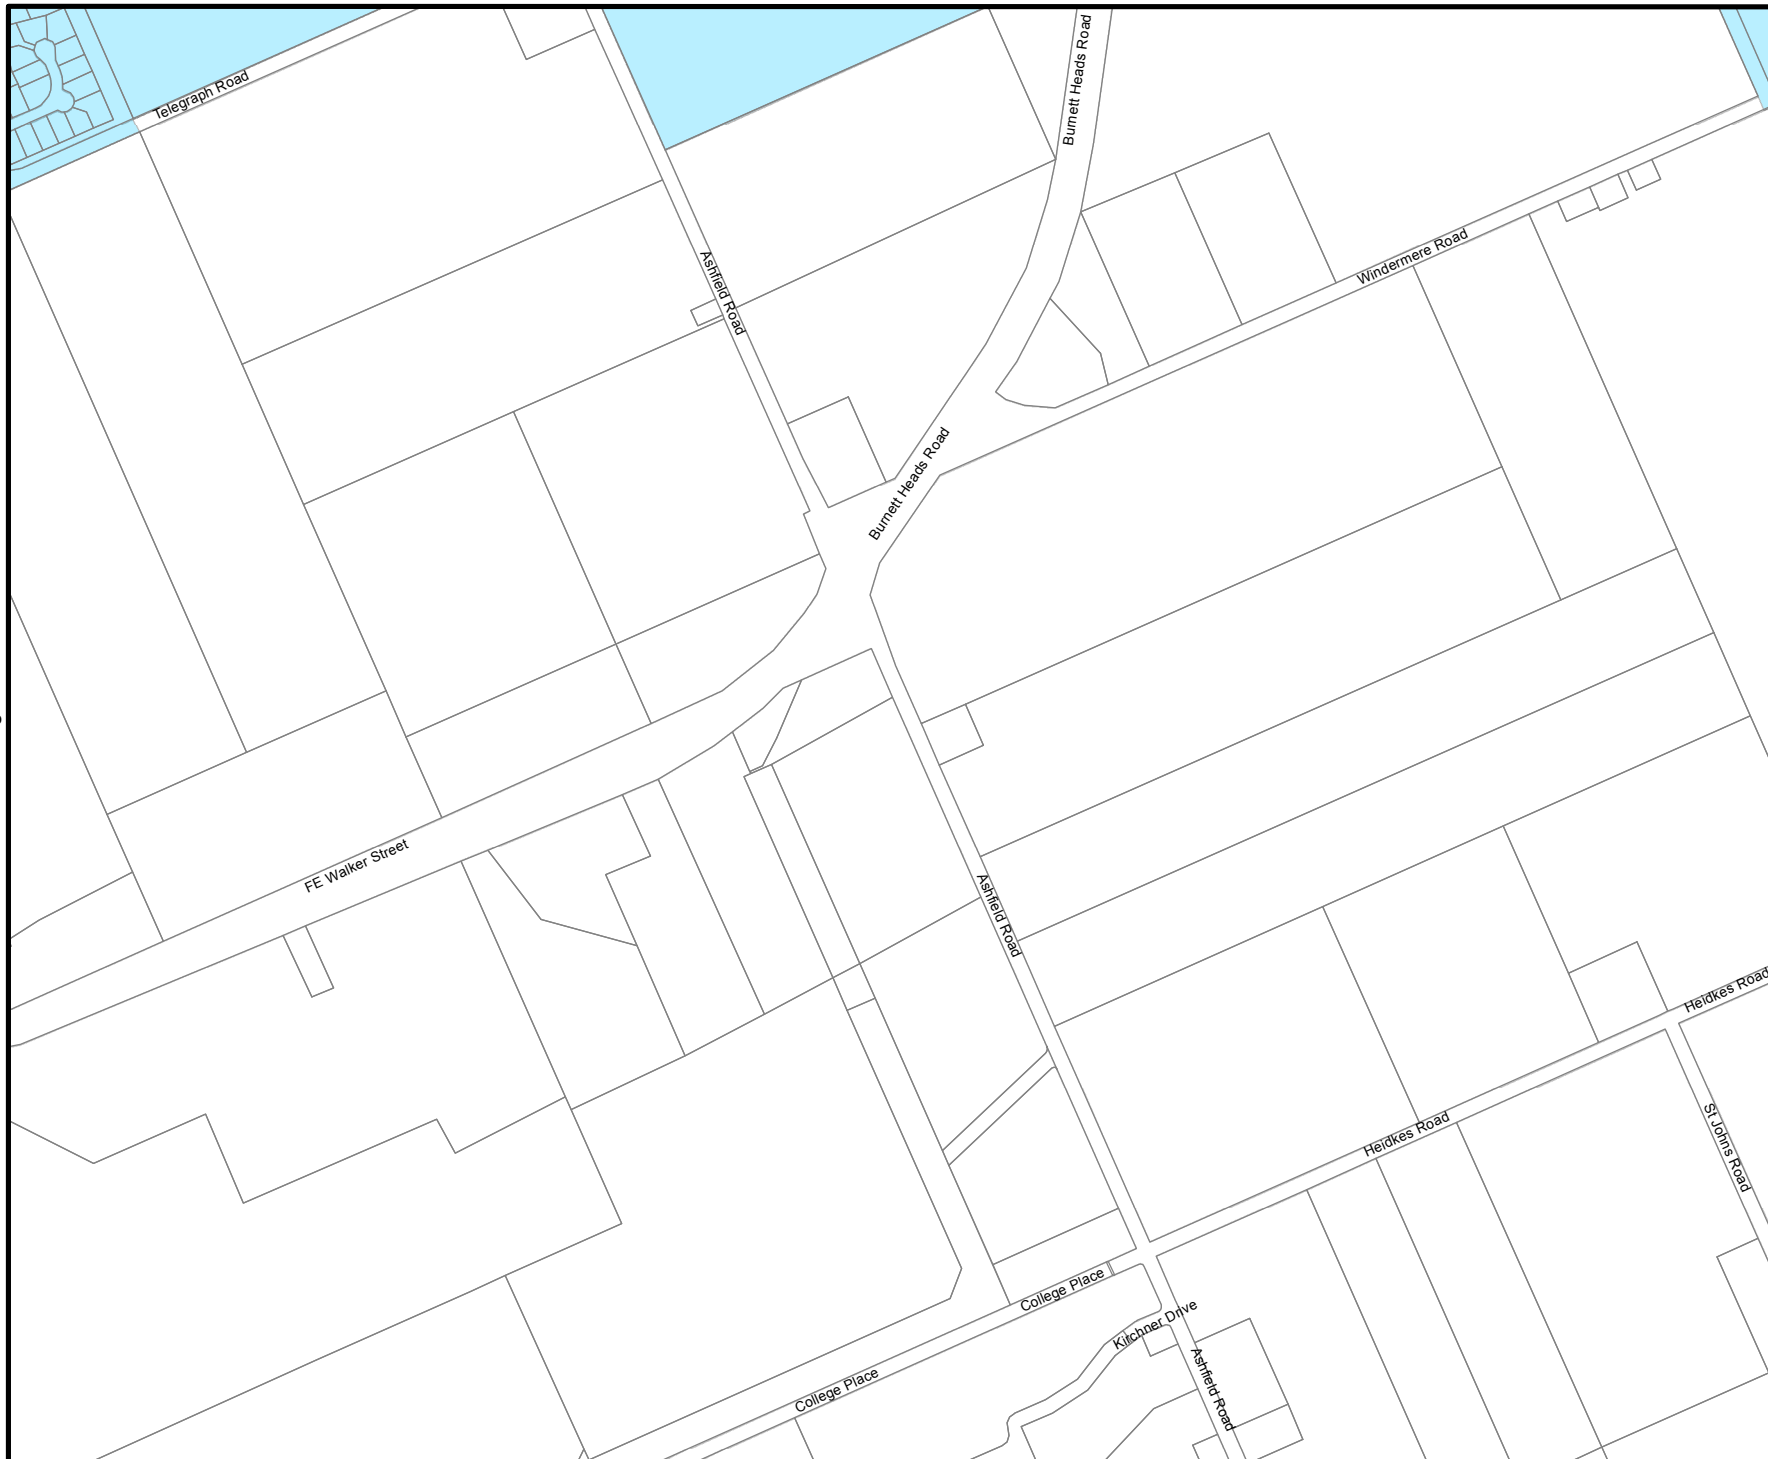 Burnett Heads Road
Telegraph Road
Ashfield Road
Windermere Road
Burnett Heads Road
FE Walker Street
Ashfield Road
Heidkes Road
Heidkes Road
St Johns Road
College Place
Kirchner Drive
College Place
Ashfield Road